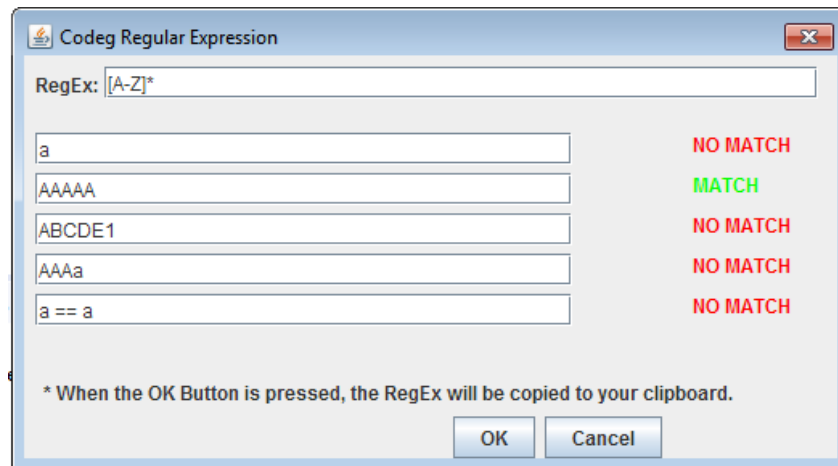 Codeg Regular Expression
RegEx: [A-Z]*
a NO MATCH
AAAAA MATCH
ABCDE1 NO MATCH
AAAa NO MATCH
a == a NO MATCH
* When the OK Button is pressed, the RegEx will be copied to your clipboard.
OK Cancel